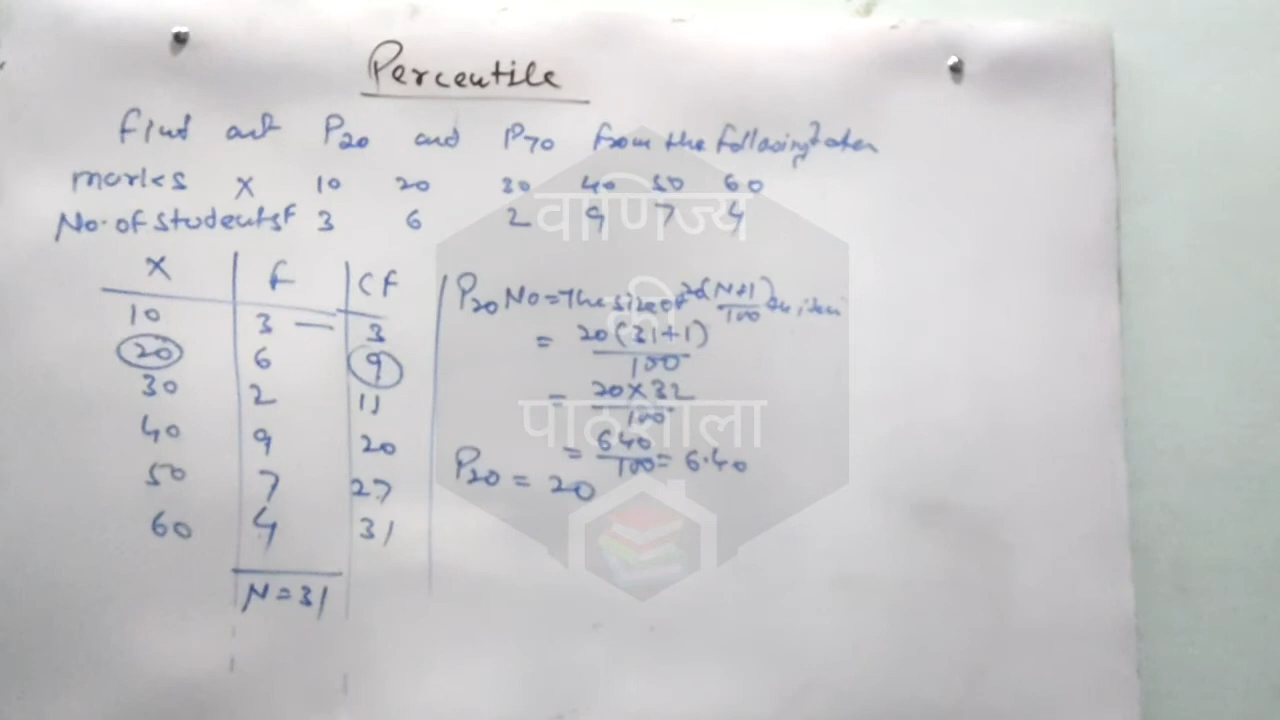 Percentile
Find out P20 and P70 from the following
marks X 10 20 30 40 50 60
No. of students F 3 6 2 9 7 4
X F CF
10 3 3
20 6 9
30 2 11
40 9 20
50 7 27
60 4 31
N = 31
P20 No = The size of 20(N+1)/100 th item
= 20(31+1)/100
= 20×32/100
= 640/100 = 6.40
P20 = 20
वाणिज्य
की
पाठशाला